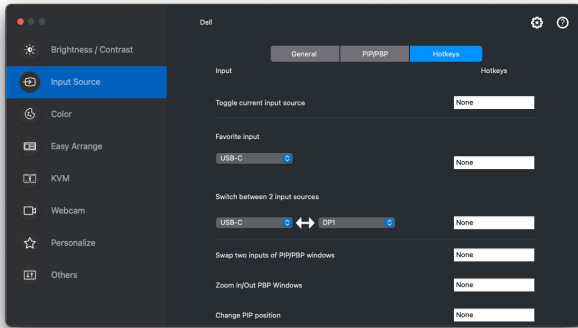 Dell
Brightness / Contrast
Input Source
Color
Easy Arrange
KVM
Webcam
Personalize
Others
General PIP/PBP Hotkeys
Input Hotkeys
Toggle current input source None
Favorite input
USB-C None
Switch between 2 input sources
USB-C DP1 None
Swap two inputs of PIP/PBP windows None
Zoom In/Out PBP Windows None
Change PIP position None